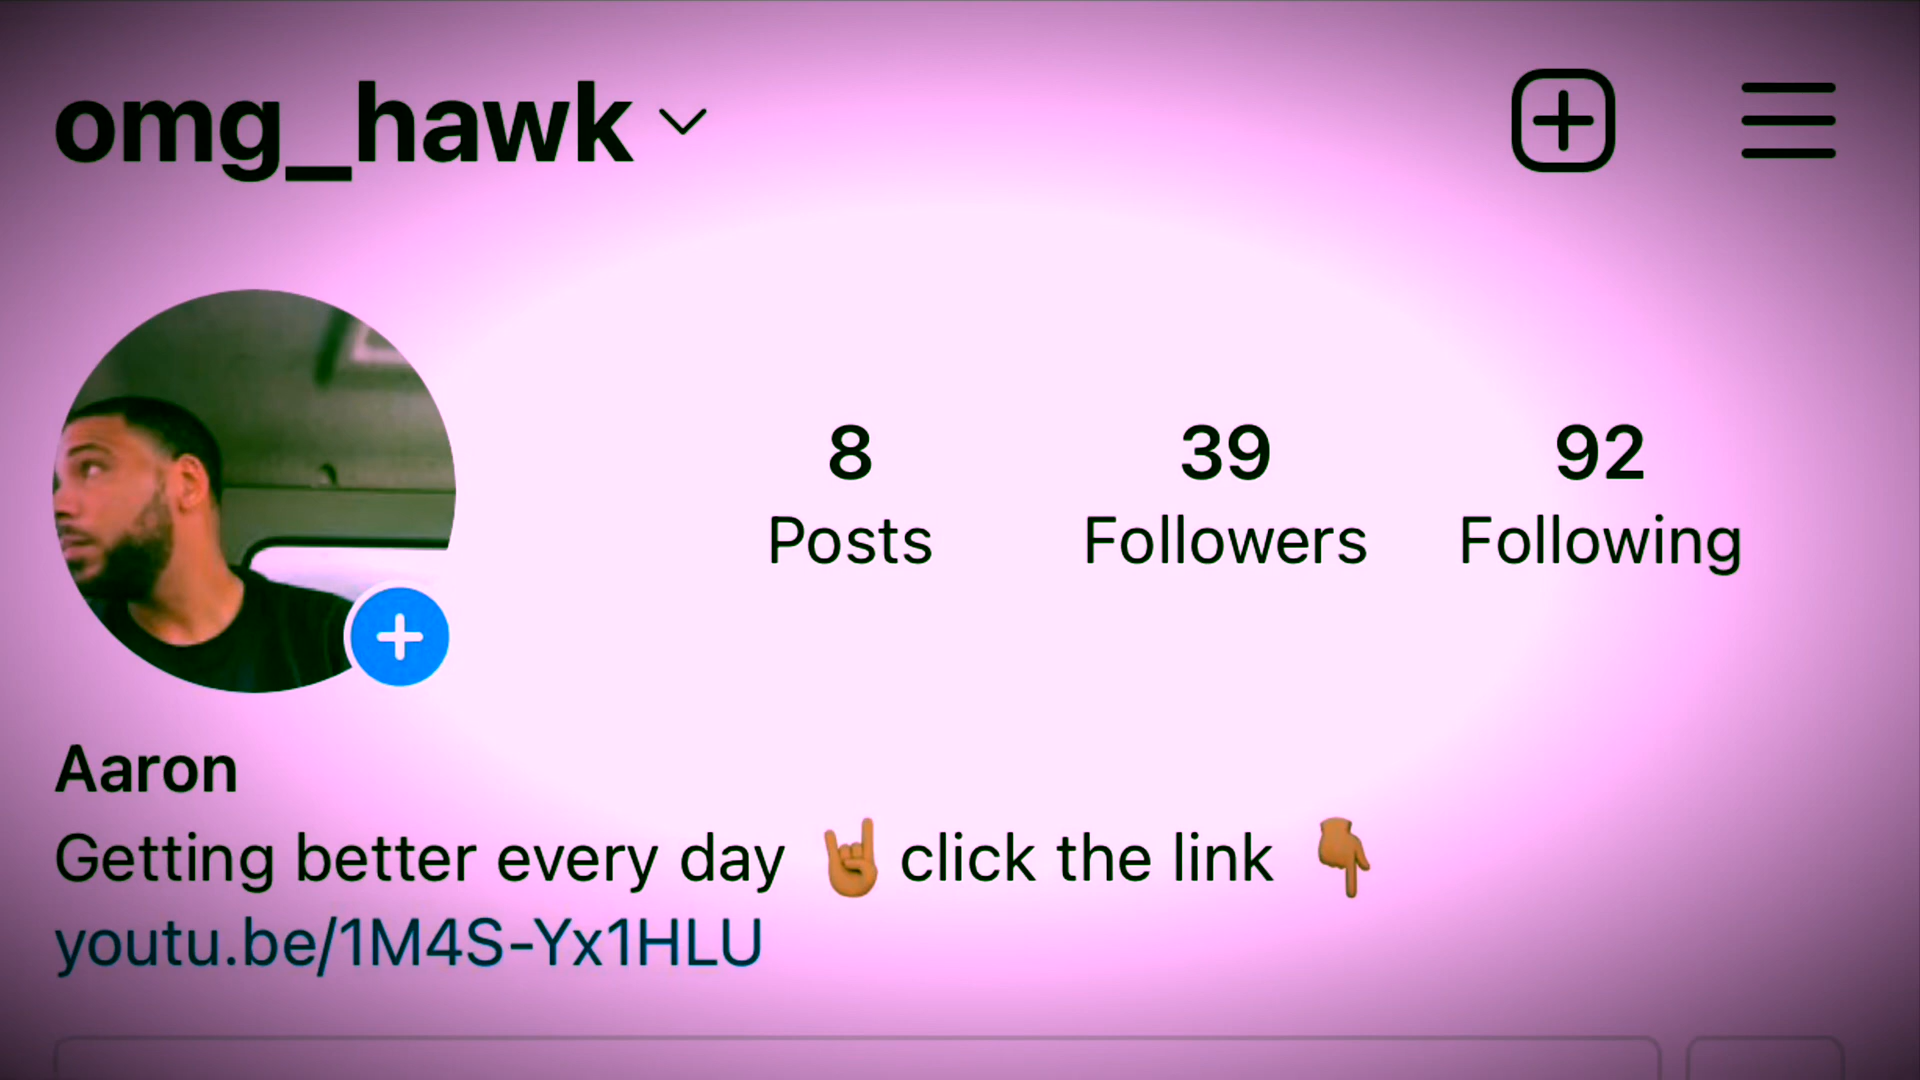 omg_hawk
8 39 92
Posts Followers Following
Aaron
Getting better every day 🤘🏾 click the link 👇🏾
youtu.be/1M4S-Yx1HLU